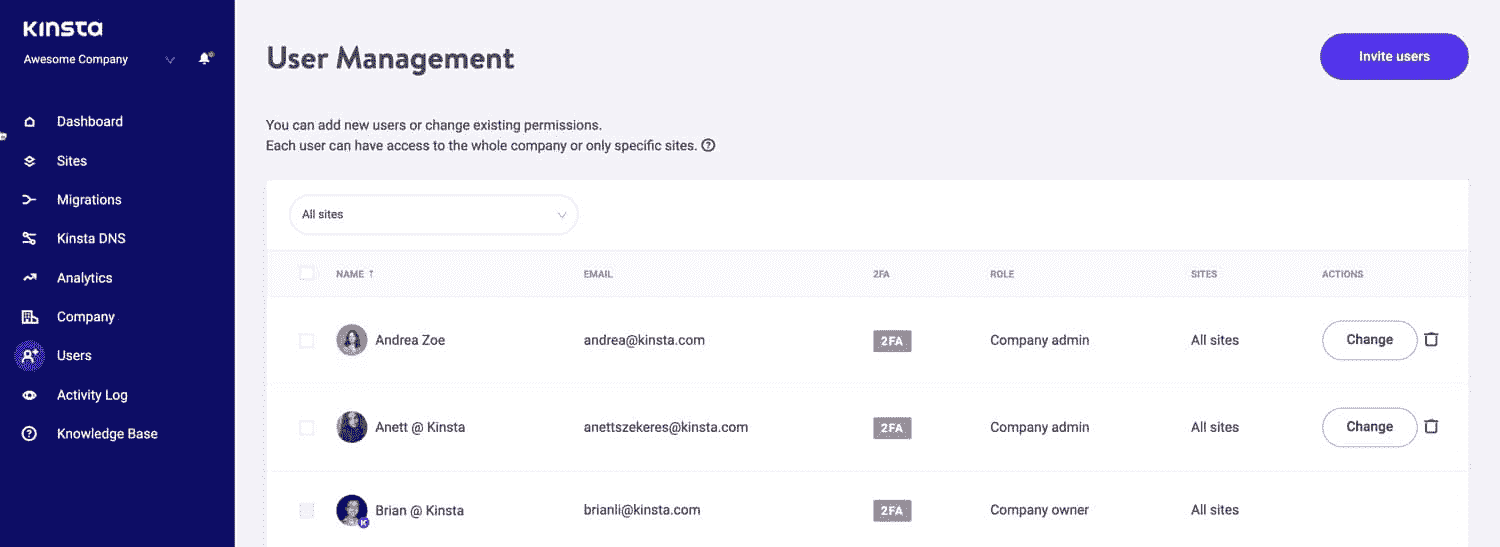 KINSTA
Awesome Company
Dashboard
Sites
Migrations
Kinsta DNS
Analytics
Company
Users
Activity Log
Knowledge Base
User Management
Invite users
You can add new users or change existing permissions.
Each user can have access to the whole company or only specific sites. ?
All sites
NAME ↑ EMAIL 2FA ROLE SITES ACTIONS
Andrea Zoe andrea@kinsta.com 2FA Company admin All sites Change
Anett @ Kinsta anettszekeres@kinsta.com 2FA Company admin All sites Change
Brian @ Kinsta brianli@kinsta.com 2FA Company owner All sites
K